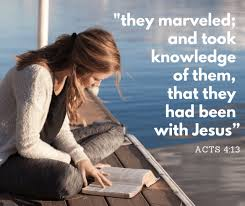 "they marveled;
and took
knowledge
of them,
that they
had been
with Jesus”
ACTS 4:13